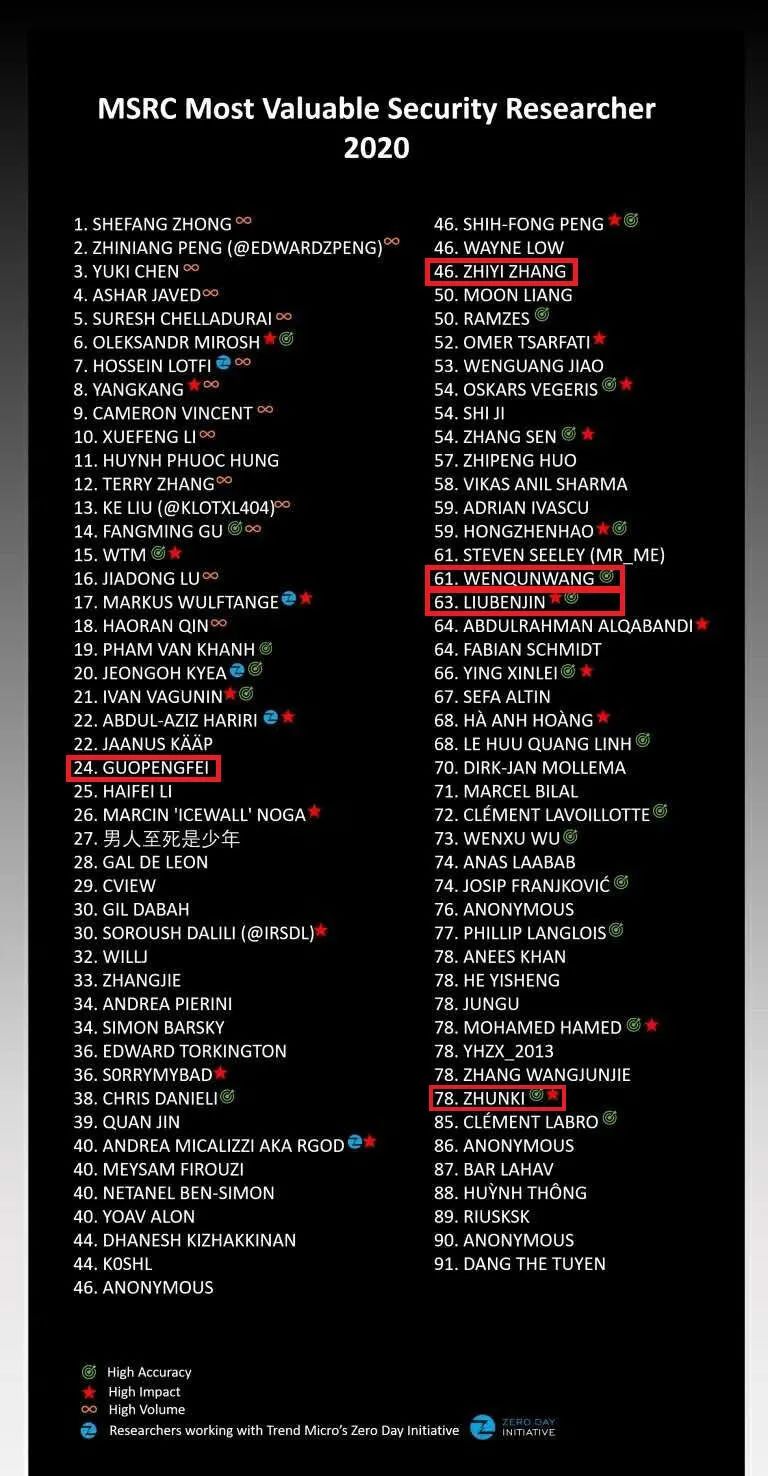 MSRC Most Valuable Security Researcher
2020
1. SHEFANG ZHONG
2. ZHINIANG PENG (@EDWARDZPENG)
3. YUKI CHEN
4. ASHAR JAVED
5. SURESH CHELLADURAI
6. OLEKSANDR MIROSH
7. HOSSEIN LOTFI
8. YANGKANG
9. CAMERON VINCENT
10. XUEFENG LI
11. HUYNH PHUOC HUNG
12. TERRY ZHANG
13. KE LIU (@KLOTXL404)
14. FANGMING GU
15. WTM
16. JIADONG LU
17. MARKUS WULFTANGE
18. HAORAN QIN
19. PHAM VAN KHANH
20. JEONGOH KYEA
21. IVAN VAGUNIN
22. ABDUL-AZIZ HARIRI
22. JAANUS KÄÄP
24. GUOPENGFEI
25. HAIFEI LI
26. MARCIN 'ICEWALL' NOGA
27. 男人至死是少年
28. GAL DE LEON
29. CVIEW
30. GIL DABAH
30. SOROUSH DALILI (@IRSDL)
32. WILLJ
33. ZHANGJIE
34. ANDREA PIERINI
34. SIMON BARSKY
36. EDWARD TORKINGTON
36. S0RRYMYBAD
38. CHRIS DANIELI
39. QUAN JIN
40. ANDREA MICALIZZI AKA RGOD
40. MEYSAM FIROUZI
40. NETANEL BEN-SIMON
40. YOAV ALON
44. DHANESH KIZHAKKINAN
44. K0SHL
46. ANONYMOUS
46. SHIH-FONG PENG
46. WAYNE LOW
46. ZHIYI ZHANG
50. MOON LIANG
50. RAMZES
52. OMER TSARFATI
53. WENGUANG JIAO
54. OSKARS VEGERIS
54. SHI JI
54. ZHANG SEN
57. ZHIPENG HUO
58. VIKAS ANIL SHARMA
59. ADRIAN IVASCU
59. HONGZHENHAO
61. STEVEN SEELEY (MR_ME)
61. WENQUNWANG
63. LIUBENJIN
64. ABDULRAHMAN ALQABANDI
64. FABIAN SCHMIDT
66. YING XINLEI
67. SEFA ALTIN
68. HÀ ANH HOÀNG
68. LE HUU QUANG LINH
70. DIRK-JAN MOLLEMA
71. MARCEL BILAL
72. CLÉMENT LAVOILLOTTE
73. WENXU WU
74. ANAS LAABAB
74. JOSIP FRANJKOVIĆ
76. ANONYMOUS
77. PHILLIP LANGLOIS
78. ANEES KHAN
78. HE YISHENG
78. JUNGU
78. MOHAMED HAMED
78. YHZX_2013
78. ZHANG WANGJUNJIE
78. ZHUNKI
85. CLÉMENT LABRO
86. ANONYMOUS
87. BAR LAHAV
88. HUỲNH THÔNG
89. RIUSKSK
90. ANONYMOUS
91. DANG THE TUYEN
High Accuracy
High Impact
High Volume
Researchers working with Trend Micro's Zero Day Initiative
ZERO DAY
INITIATIVE